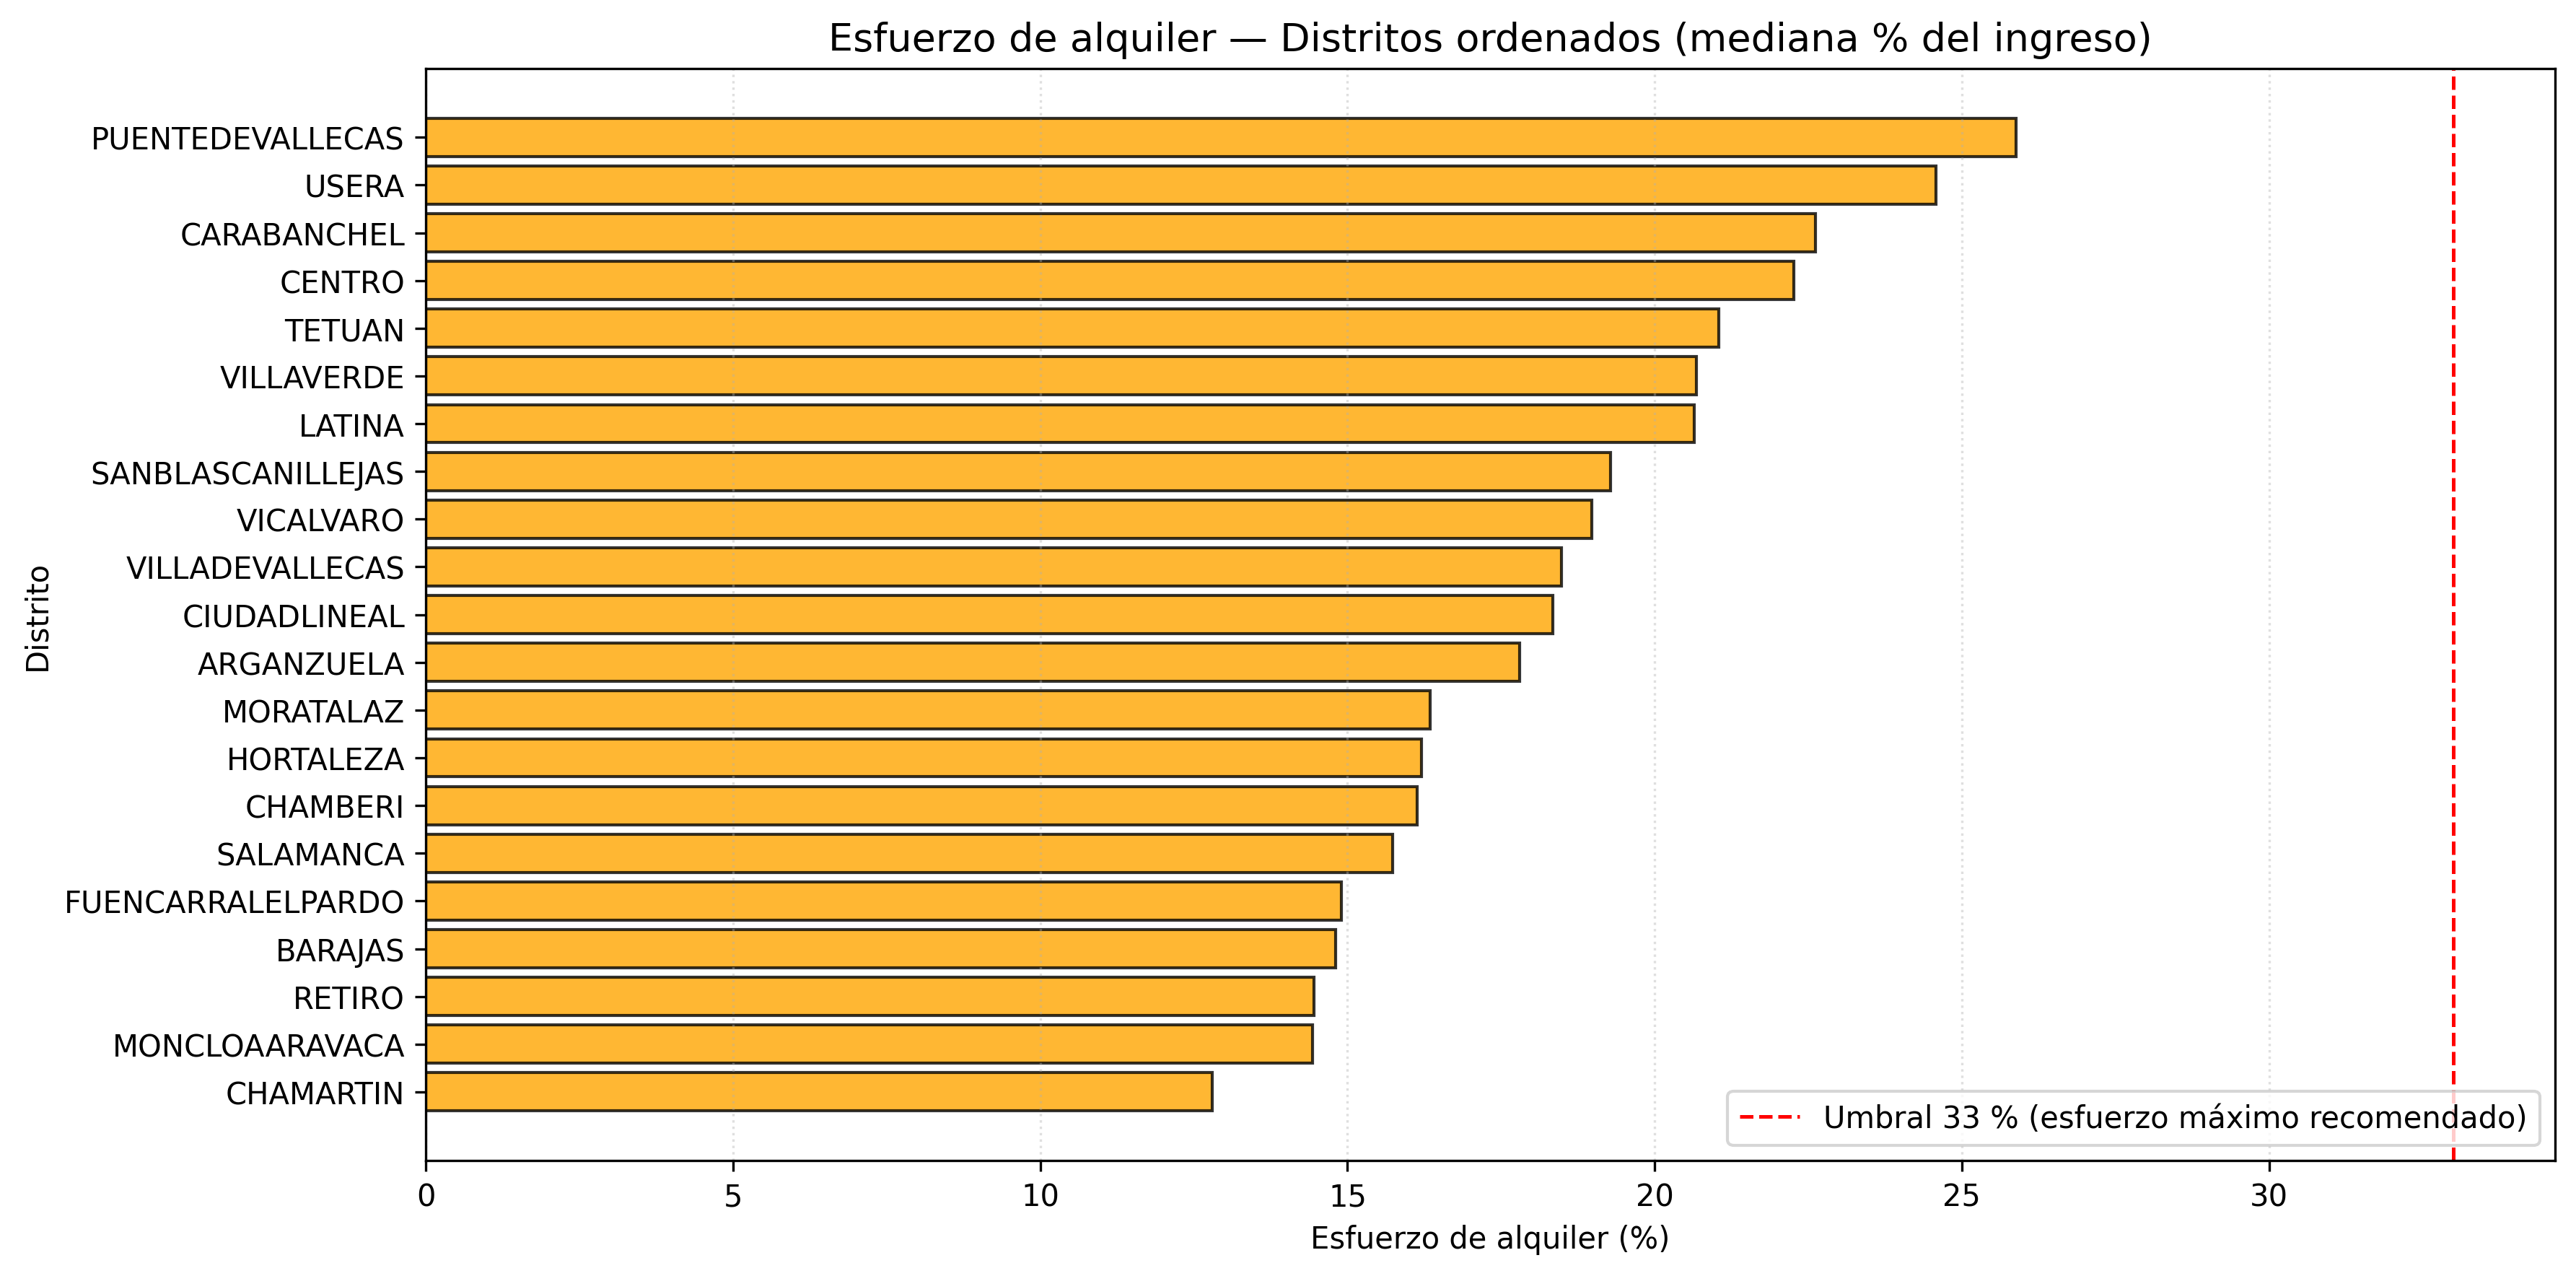 Esfuerzo de alquiler — Distritos ordenados (mediana % del ingreso)
Distrito
PUENTEDEVALLECAS
USERA
CARABANCHEL
CENTRO
TETUAN
VILLAVERDE
LATINA
SANBLASCANILLEJAS
VICALVARO
VILLADEVALLECAS
CIUDADLINEAL
ARGANZUELA
MORATALAZ
HORTALEZA
CHAMBERI
SALAMANCA
FUENCARRALELPARDO
BARAJAS
RETIRO
MONCLOAARAVACA
CHAMARTIN
Umbral 33 % (esfuerzo máximo recomendado)
0 5 10 15 20 25 30
Esfuerzo de alquiler (%)